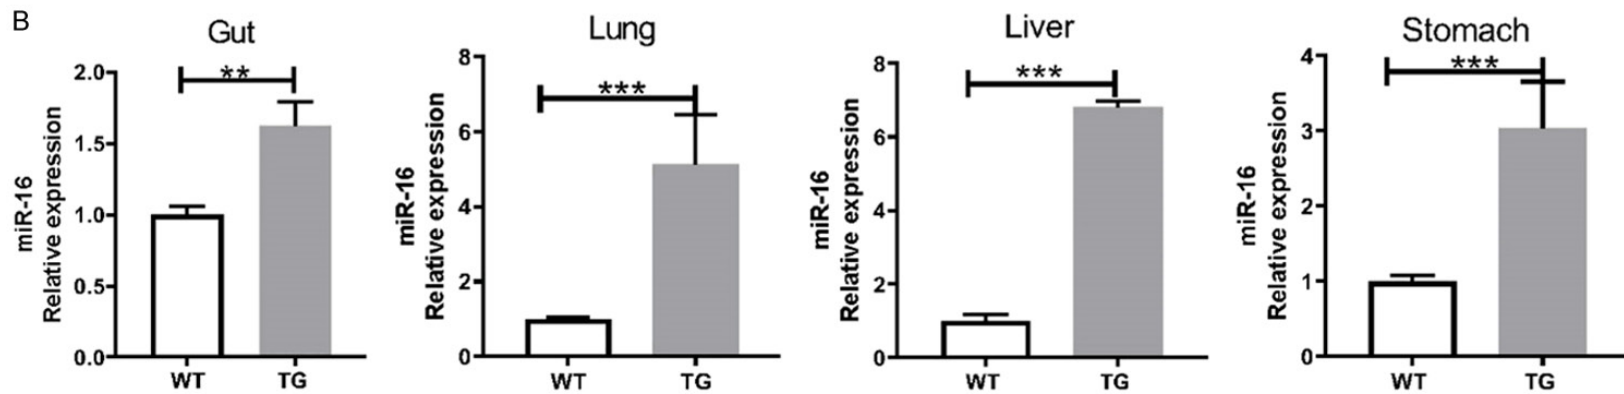 B
Gut
**
miR-16
Relative expression
2.0
1.5
1.0
0.5
0.0
WT TG
Lung
***
miR-16
Relative expression
8
6
4
2
0
WT TG
Liver
***
miR-16
Relative expression
8
6
4
2
0
WT TG
Stomach
***
miR-16
Relative expression
4
3
2
1
0
WT TG